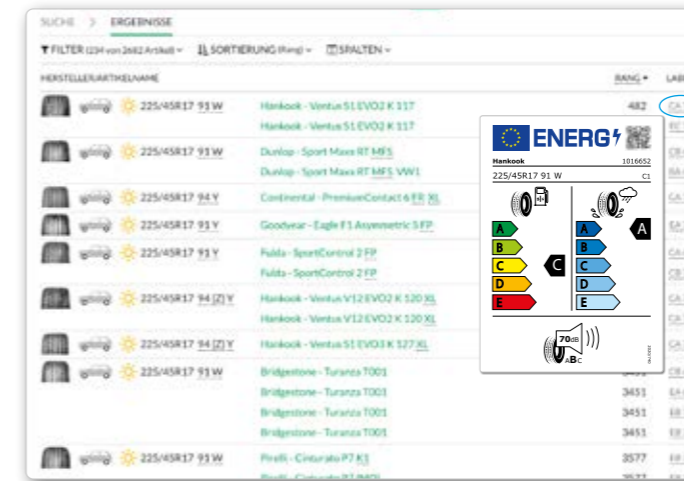 SUCHE > ERGEBNISSE
FILTER (234 von 2682 Artikel) SORTIERUNG (Rang) SPALTEN
HERSTELLER/ARTIKELNAME RANG LABEL
225/45R17 91 W Hankook - Ventus S1 EVO2 K 117 482
Hankook - Ventus S1 EVO2 K 117
225/45R17 91 W Dunlop - Sport Maxx RT MFS
Dunlop - Sport Maxx RT MFS VW1
225/45R17 94 Y Continental - PremiumContact 6 FR XL
225/45R17 91 Y Goodyear - Eagle F1 Asymmetric 5 FP
225/45R17 91 Y Fulda - SportControl 2 FP
Fulda - SportControl 2 FP
225/45R17 94 (Z) Y Hankook - Ventus V12 EVO2 K 120 XL
Hankook - Ventus V12 EVO2 K 120 XL
225/45R17 94 (Z) Y Hankook - Ventus S1 EVO3 K 127 XL
225/45R17 91 W Bridgestone - Turanza T001
Bridgestone - Turanza T001 3451
Bridgestone - Turanza T001 3451
Bridgestone - Turanza T001 3451
225/45R17 91 W Pirelli - Cinturato P7 K1 3577
ENERG
Hankook 1016652
225/45R17 91 W C1
A A A
B B
C C C
D D
E E
70dB
ABC